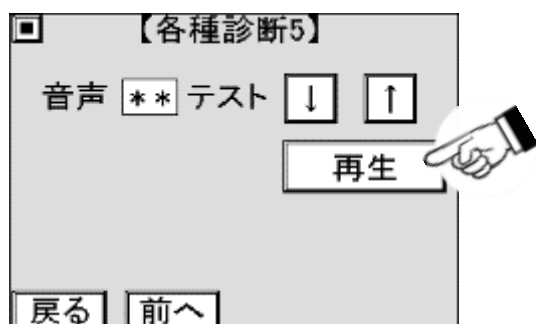 【各種診断5】
音声 ** テスト ↓ ↑
再生
戻る 前へ